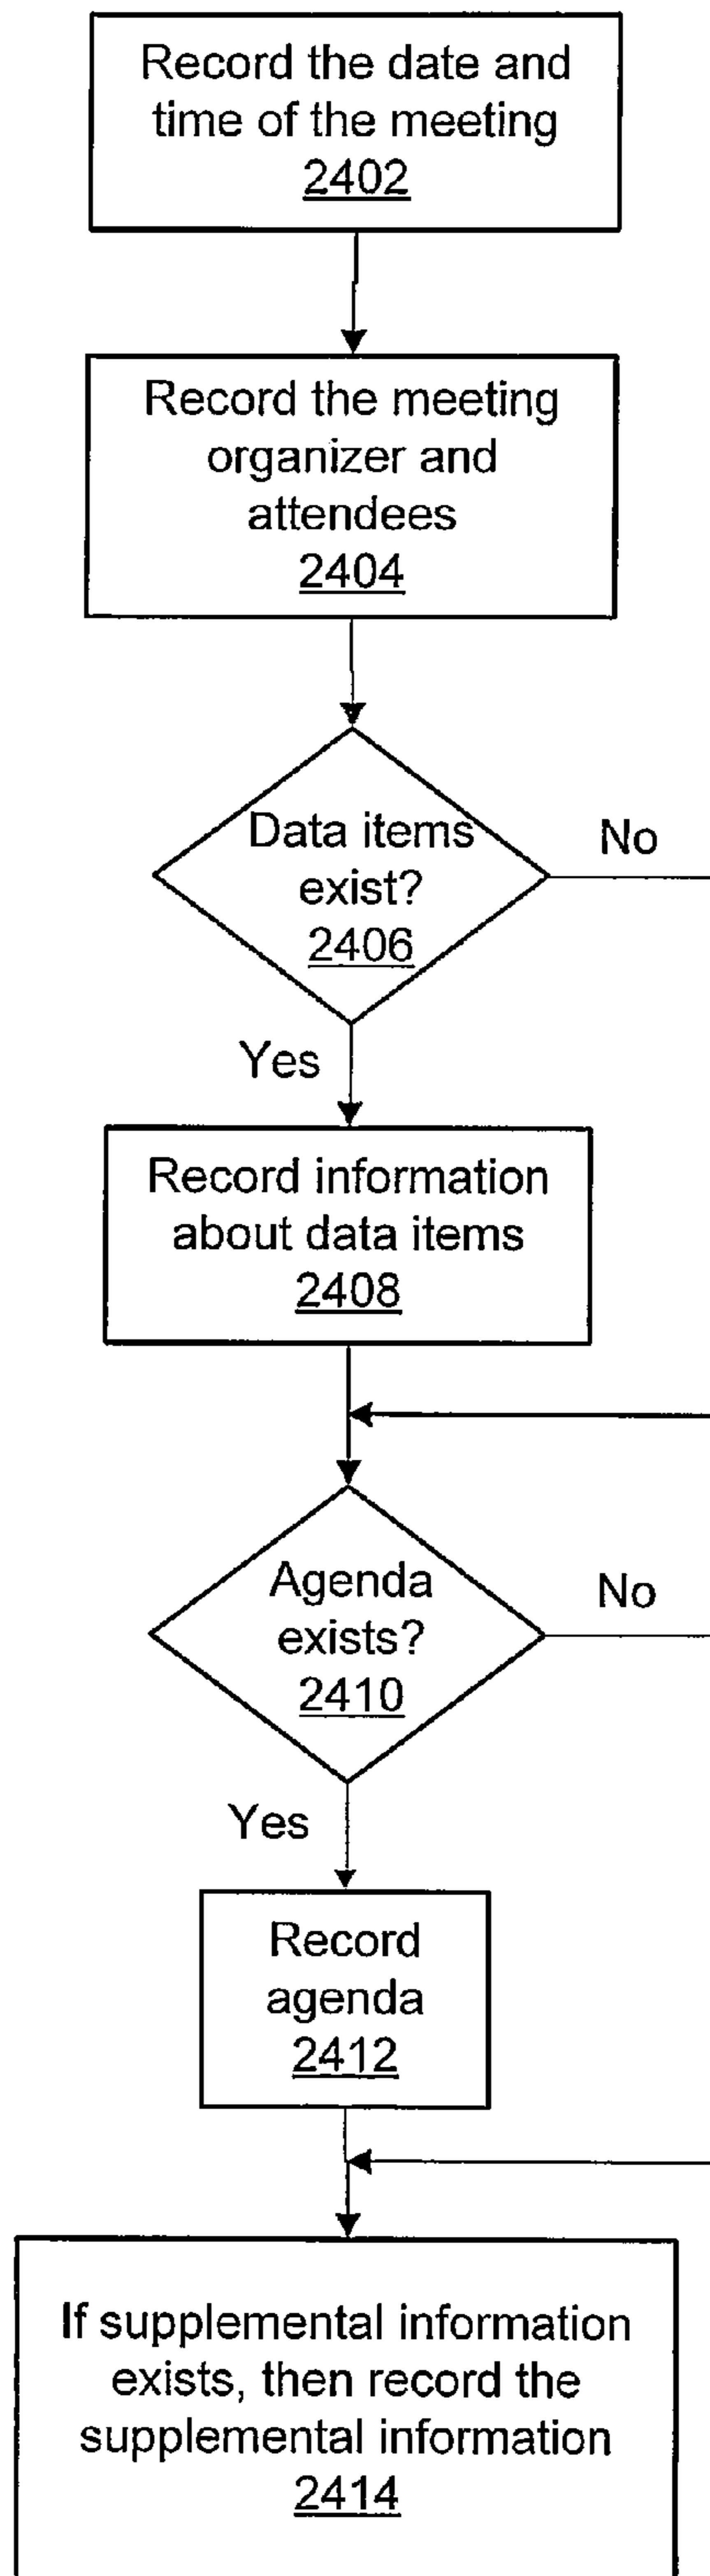 Record the date and
time of the meeting
2402
Record the meeting
organizer and
attendees
2404
Data items
exist?
2406
No
Yes
Record information
about data items
2408
Agenda
exists?
2410
No
Yes
Record
agenda
2412
If supplemental information
exists, then record the
supplemental information
2414